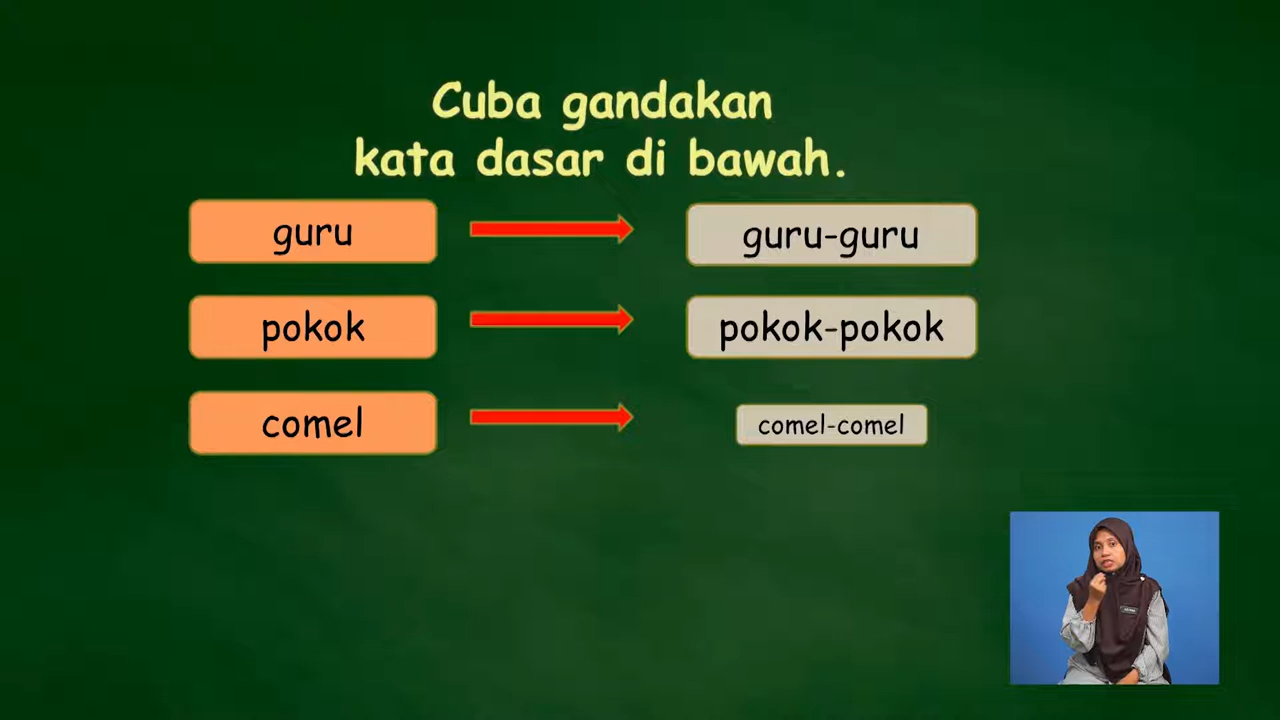 Cuba gandakan
kata dasar di bawah.
guru
guru-guru
pokok
pokok-pokok
comel
comel-comel